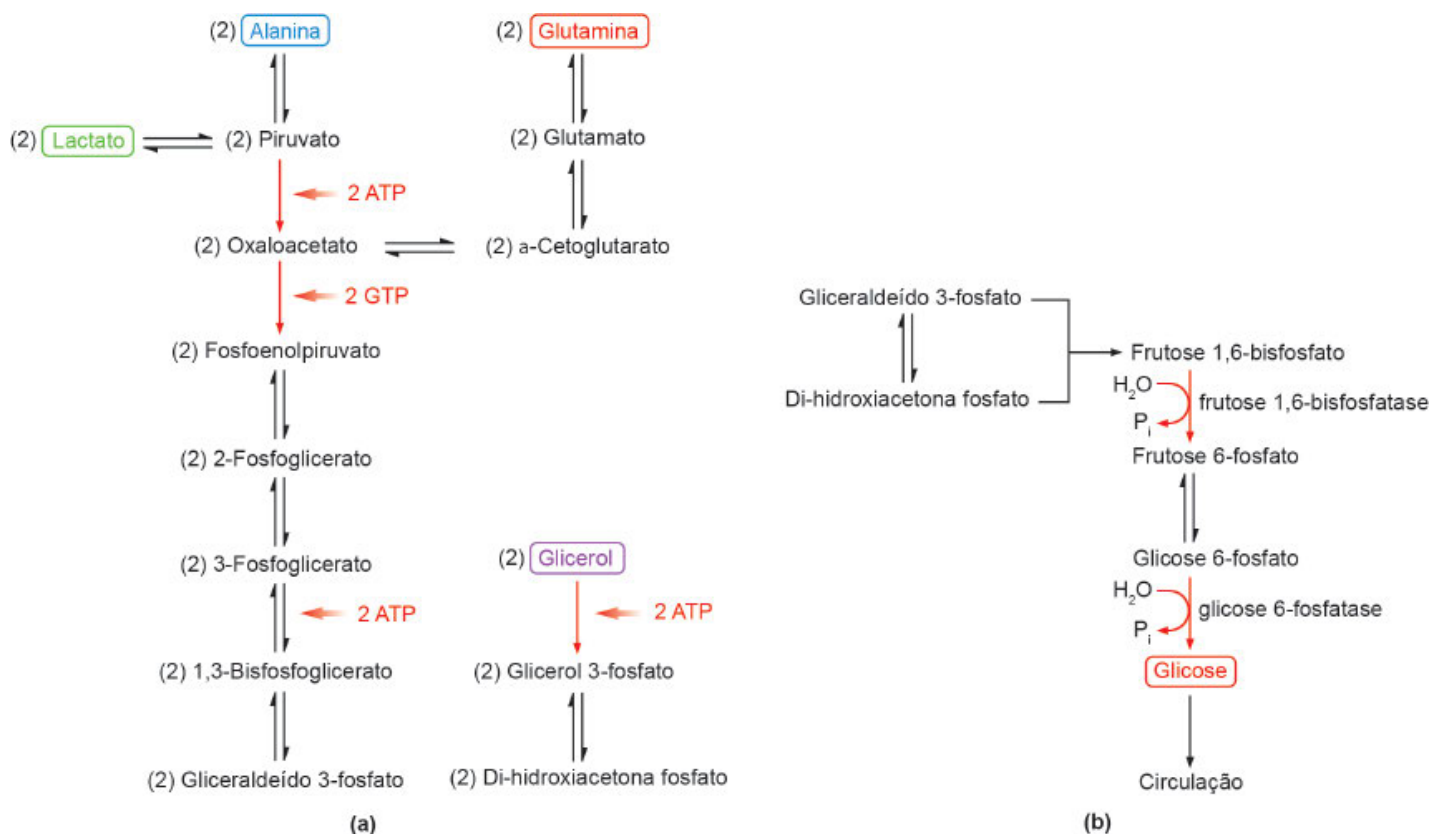 (2) Alanina
(2) Glutamina
(2) Lactato
(2) Piruvato
(2) Glutamato
2 ATP
(2) Oxaloacetato
(2) a-Cetoglutarato
2 GTP
(2) Fosfoenolpiruvato
(2) 2-Fosfoglicerato
(2) 3-Fosfoglicerato
(2) Glicerol
2 ATP
2 ATP
(2) 1,3-Bisfosfoglicerato
(2) Glicerol 3-fosfato
(2) Gliceraldeído 3-fosfato
(2) Di-hidroxiacetona fosfato
(a)
Gliceraldeído 3-fosfato
Di-hidroxiacetona fosfato
Frutose 1,6-bisfosfato
H₂O
frutose 1,6-bisfosfatase
Pᵢ
Frutose 6-fosfato
Glicose 6-fosfato
H₂O
glicose 6-fosfatase
Pᵢ
Glicose
Circulação
(b)